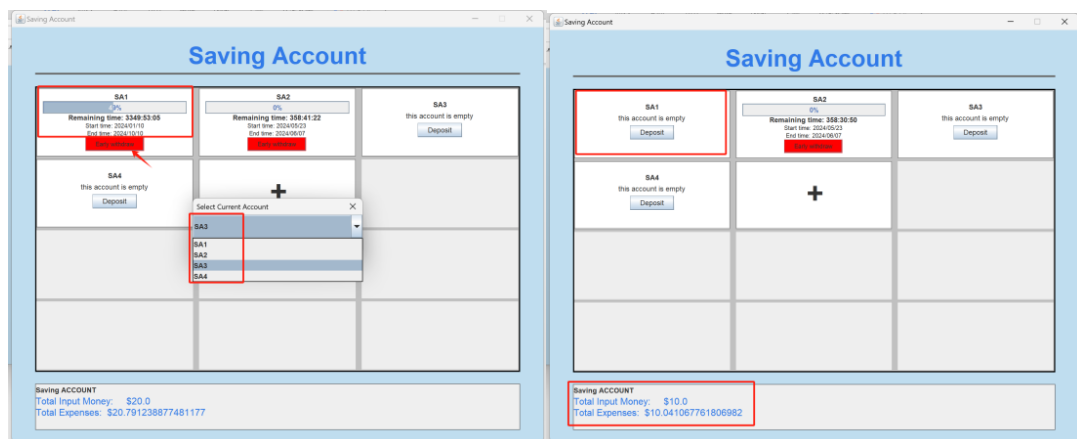 Saving Account
Saving Account
SA1
Remaining time: 3349:53:05
Start time: 2024/01/10
End time: 2024/10/10
Early withdraw
SA2
0%
Remaining time: 358:41:22
Start time: 2024/05/23
End time: 2024/06/07
Early withdraw
SA3
this account is empty
Deposit
SA4
this account is empty
Deposit
+
Select Current Account
SA3
SA1
SA2
SA3
SA4
Saving ACCOUNT
Total Input Money: $20.0
Total Expenses: $20.791238877481177
Saving Account
Saving Account
SA1
this account is empty
Deposit
SA2
0%
Remaining time: 358:30:50
Start time: 2024/05/23
End time: 2024/06/07
Early withdraw
SA3
this account is empty
Deposit
SA4
this account is empty
Deposit
+
Saving ACCOUNT
Total Input Money: $10.0
Total Expenses: $10.041067761806982